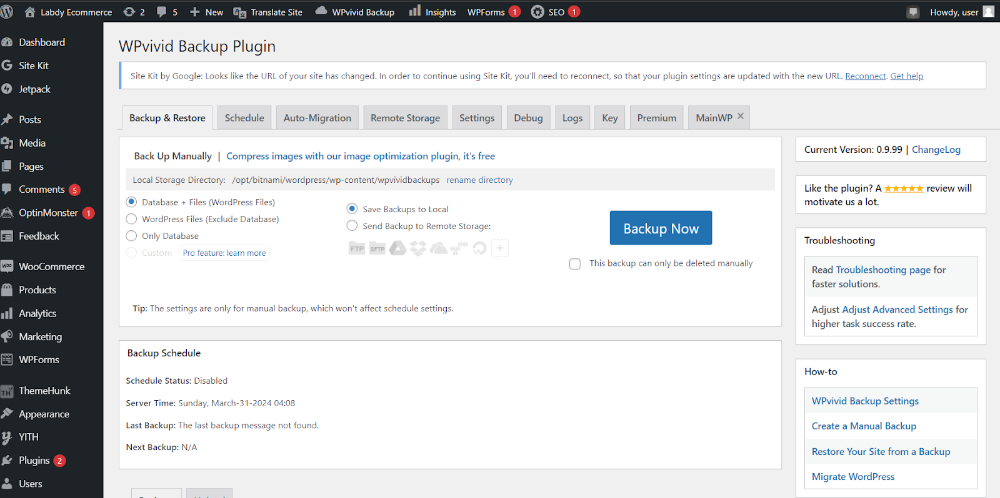 Labdy Ecommerce 2 5 New Translate Site WPvivid Backup Insights WPForms 1 SEO 1 Howdy, user
Dashboard
Site Kit
Jetpack
Posts
Media
Pages
Comments 5
OptinMonster 1
Feedback
WOO WooCommerce
Products
Analytics
Marketing
WPForms
TH ThemeHunk
Appearance
YITH
Plugins 2
Users
WPvivid Backup Plugin
Site Kit by Google: Looks like the URL of your site has changed. In order to continue using Site Kit, you'll need to reconnect, so that your plugin settings are updated with the new URL. Reconnect. Get help
Backup & Restore Schedule Auto-Migration Remote Storage Settings Debug Logs Key Premium MainWP ×
Back Up Manually | Compress images with our image optimization plugin, it's free
Local Storage Directory: /opt/bitnami/wordpress/wp-content/wpvividbackups rename directory
Database + Files (WordPress Files)
WordPress Files (Exclude Database)
Only Database
Custom Pro feature: learn more
Save Backups to Local
Send Backup to Remote Storage:
FTP SFTP
Backup Now
This backup can only be deleted manually
Tip: The settings are only for manual backup, which won't affect schedule settings.
Backup Schedule
Schedule Status: Disabled
Server Time: Sunday, March-31-2024 04:08
Last Backup: The last backup message not found.
Next Backup: N/A
Current Version: 0.9.99 | ChangeLog
Like the plugin? A ★★★★★ review will
motivate us a lot.
Troubleshooting
Read Troubleshooting page for
faster solutions.
Adjust Adjust Advanced Settings for
higher task success rate.
How-to
WPvivid Backup Settings
Create a Manual Backup
Restore Your Site from a Backup
Migrate WordPress